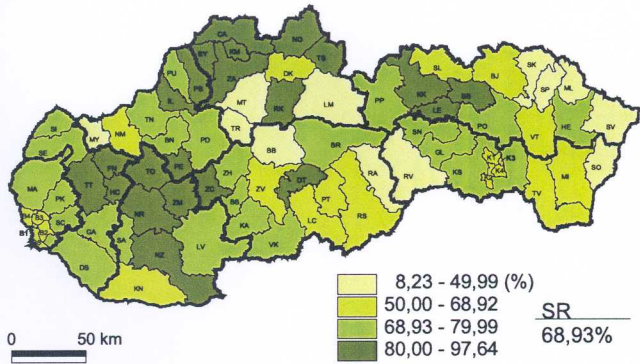 CA
NO
KM
BY
TS
PU
ZA
DK
SL
BJ
SK
ML
SP
PB
IL
MT
RK
LM
PP
KK
LE
SB
HE
SV
SI
TN
MY
NM
BN
PD
TR
PO
VT
SE
BB
BR
SN
GL
PN
TO
PE
MA
TT
HC
ZC
ZH
ZV
DT
RA
RV
KS
K1
K4
K3
MI
SO
PK
NR
ZM
BS
PT
TV
B4
B3
SC
B1
B2
GA
SA
LV
KA
LC
RS
NZ
VK
DS
KN
8,23 - 49,99 (%)
50,00 - 68,92
68,93 - 79,99
80,00 - 97,64
SR
68,93%
0 50 km